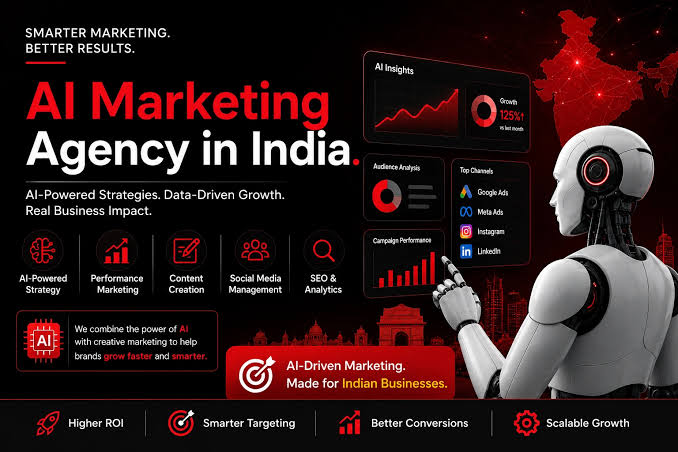 SMARTER MARKETING.
BETTER RESULTS.
AI Marketing
Agency in India.
AI-Powered Strategies. Data-Driven Growth.
Real Business Impact.
AI-Powered
Strategy
Performance
Marketing
Content
Creation
Social Media
Management
SEO &
Analytics
AI
We combine the power of AI
with creative marketing to help
brands grow faster and smarter.
AI Insights
Growth
125%↑
vs last month
Audience Analysis
Top Channels
Google Ads
Meta Ads
Instagram
in
LinkedIn
Campaign Performance
AI-Driven Marketing.
Made for Indian Businesses.
Higher ROI
Smarter Targeting
Better Conversions
Scalable Growth